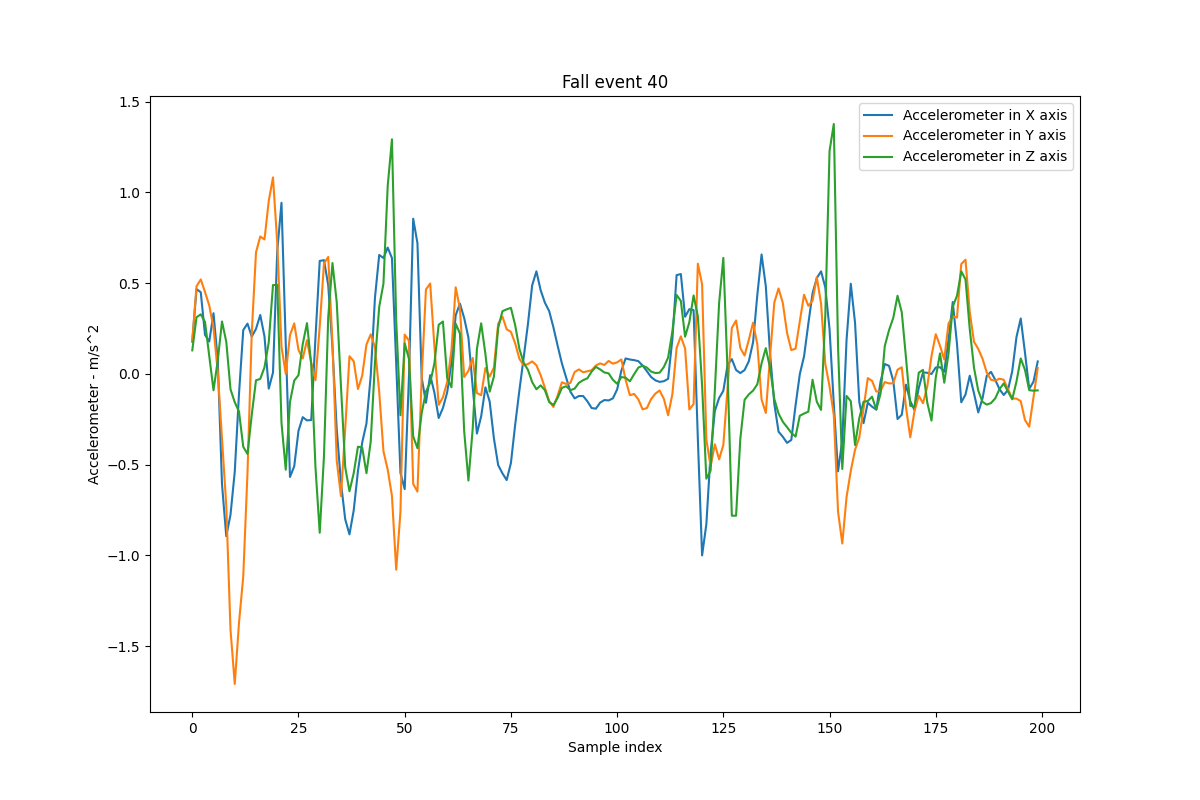 Fall event 40
Accelerometer in X axis
Accelerometer in Y axis
Accelerometer in Z axis
Accelerometer - m/s^2
1.5
1.0
0.5
0.0
−0.5
−1.0
−1.5
0 25 50 75 100 125 150 175 200
Sample index